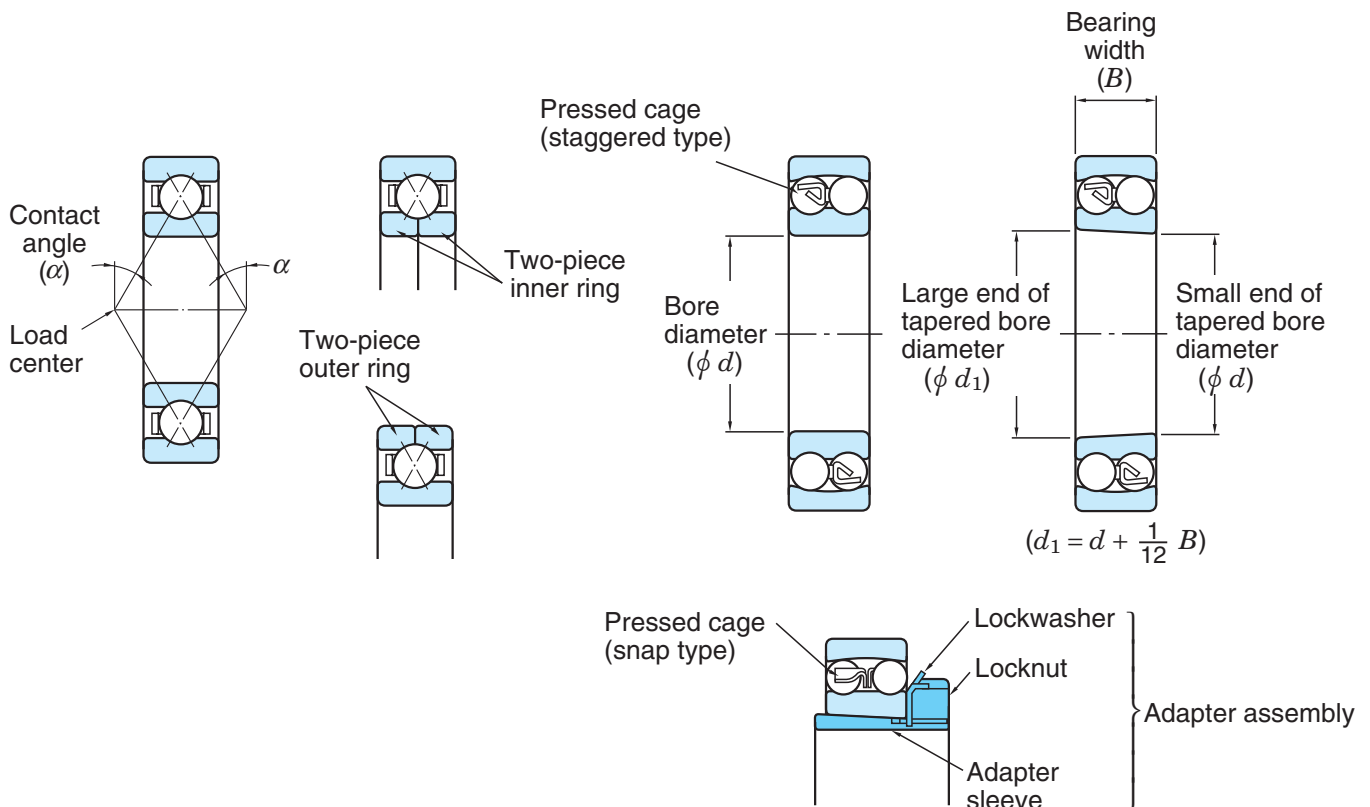 Bearing
width
(B)
Pressed cage
(staggered type)
Contact
angle
(α)
α
Load
center
Two-piece
inner ring
Two-piece
outer ring
Bore
diameter
(ϕ d)
Large end of
tapered bore
diameter
(ϕ d₁)
Small end of
tapered bore
diameter
(ϕ d)
(d₁ = d + 1/12 B)
Pressed cage
(snap type)
Lockwasher
Locknut
Adapter assembly
Adapter
sleeve